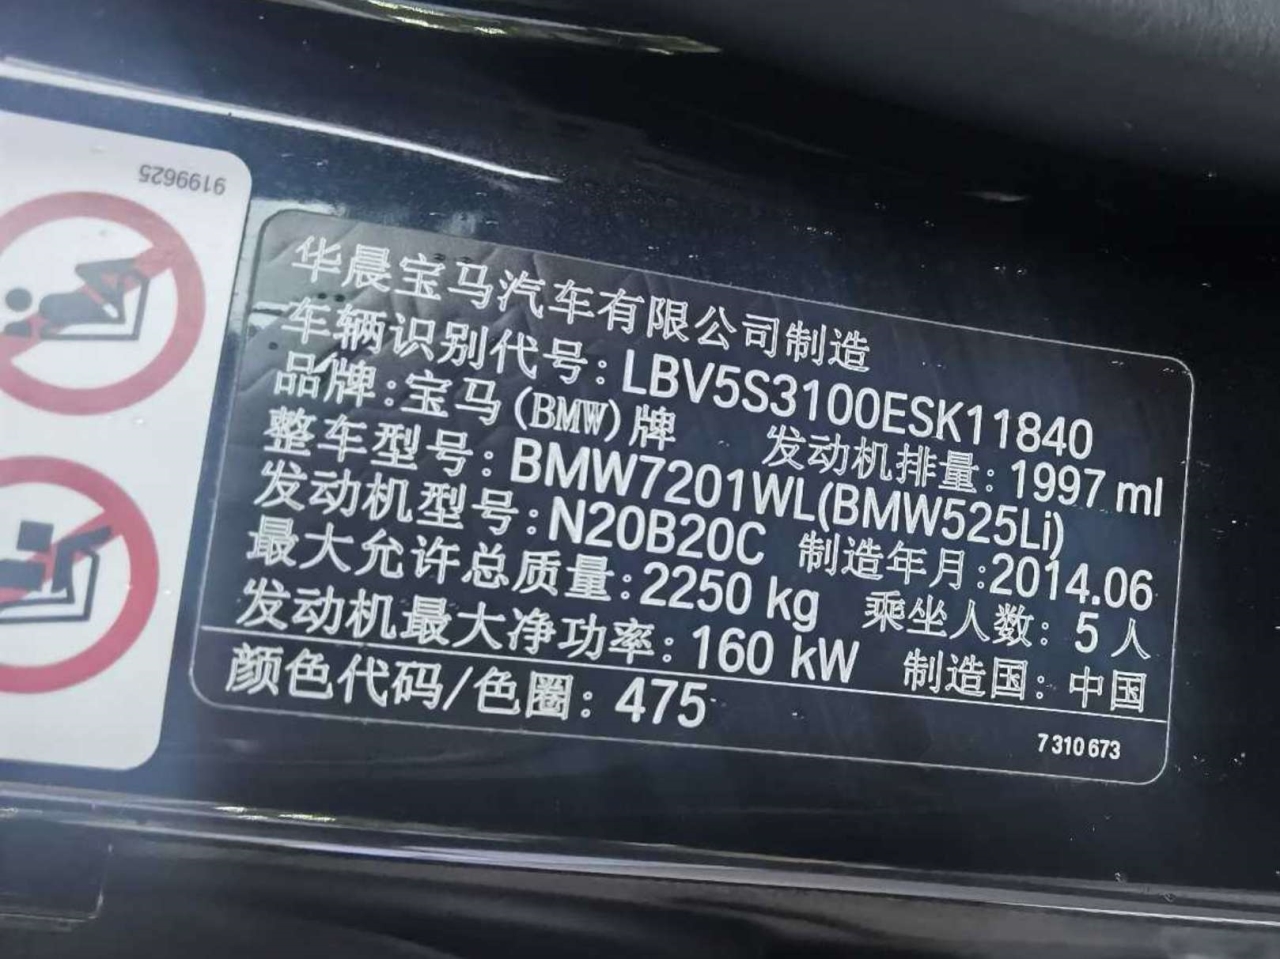 9199625
华晨宝马汽车有限公司制造
车辆识别代号：LBV5S3100ESK11840
品牌：宝马(BMW)牌 发动机排量：1997 ml
整车型号：BMW7201WL(BMW525Li)
发动机型号：N20B20C 制造年月：2014.06
最大允许总质量：2250 kg 乘坐人数：5人
发动机最大净功率：160 kW 制造国：中国
颜色代码/色圈：475
7 310 673